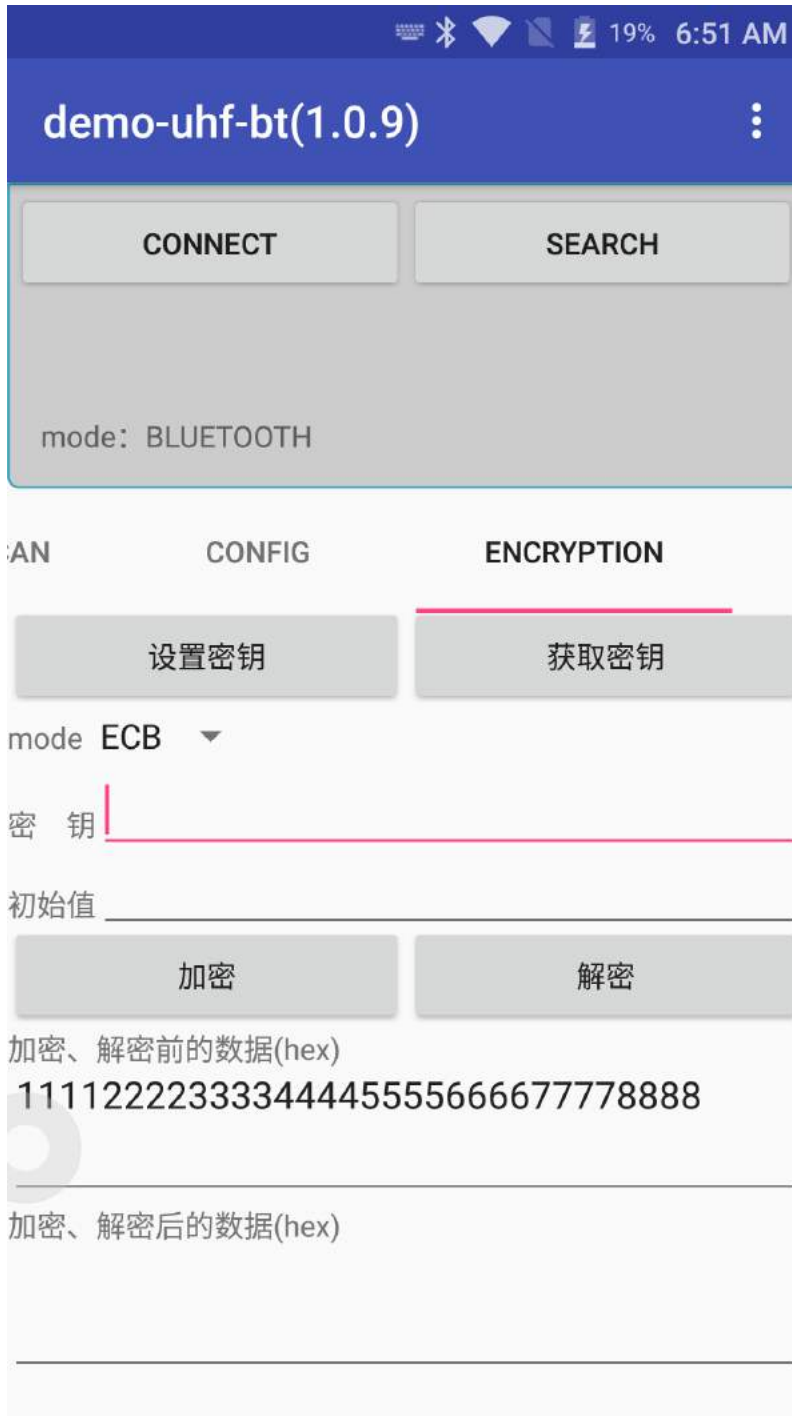 19% 6:51 AM
demo-uhf-bt(1.0.9)
CONNECT SEARCH
mode：BLUETOOTH
AN CONFIG ENCRYPTION
设置密钥 获取密钥
mode ECB
密 钥
初始值
加密 解密
加密、解密前的数据(hex)
11112222333344445555666677778888
加密、解密后的数据(hex)